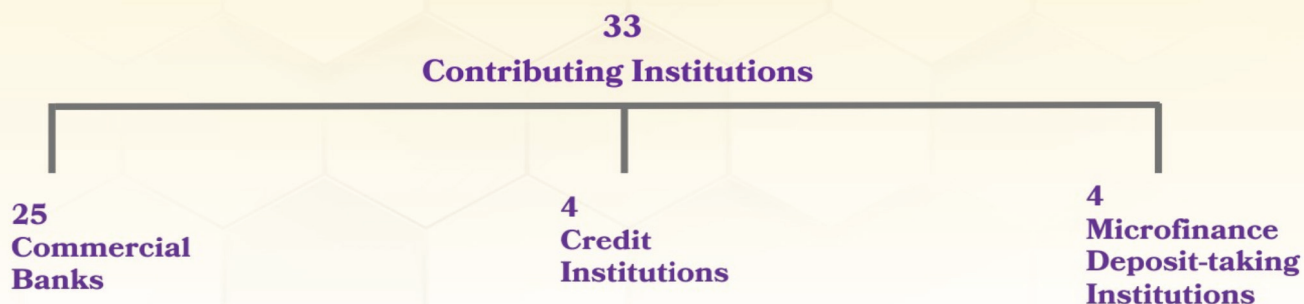 33
Contributing Institutions
25
Commercial
Banks
4
Credit
Institutions
4
Microfinance
Deposit-taking
Institutions